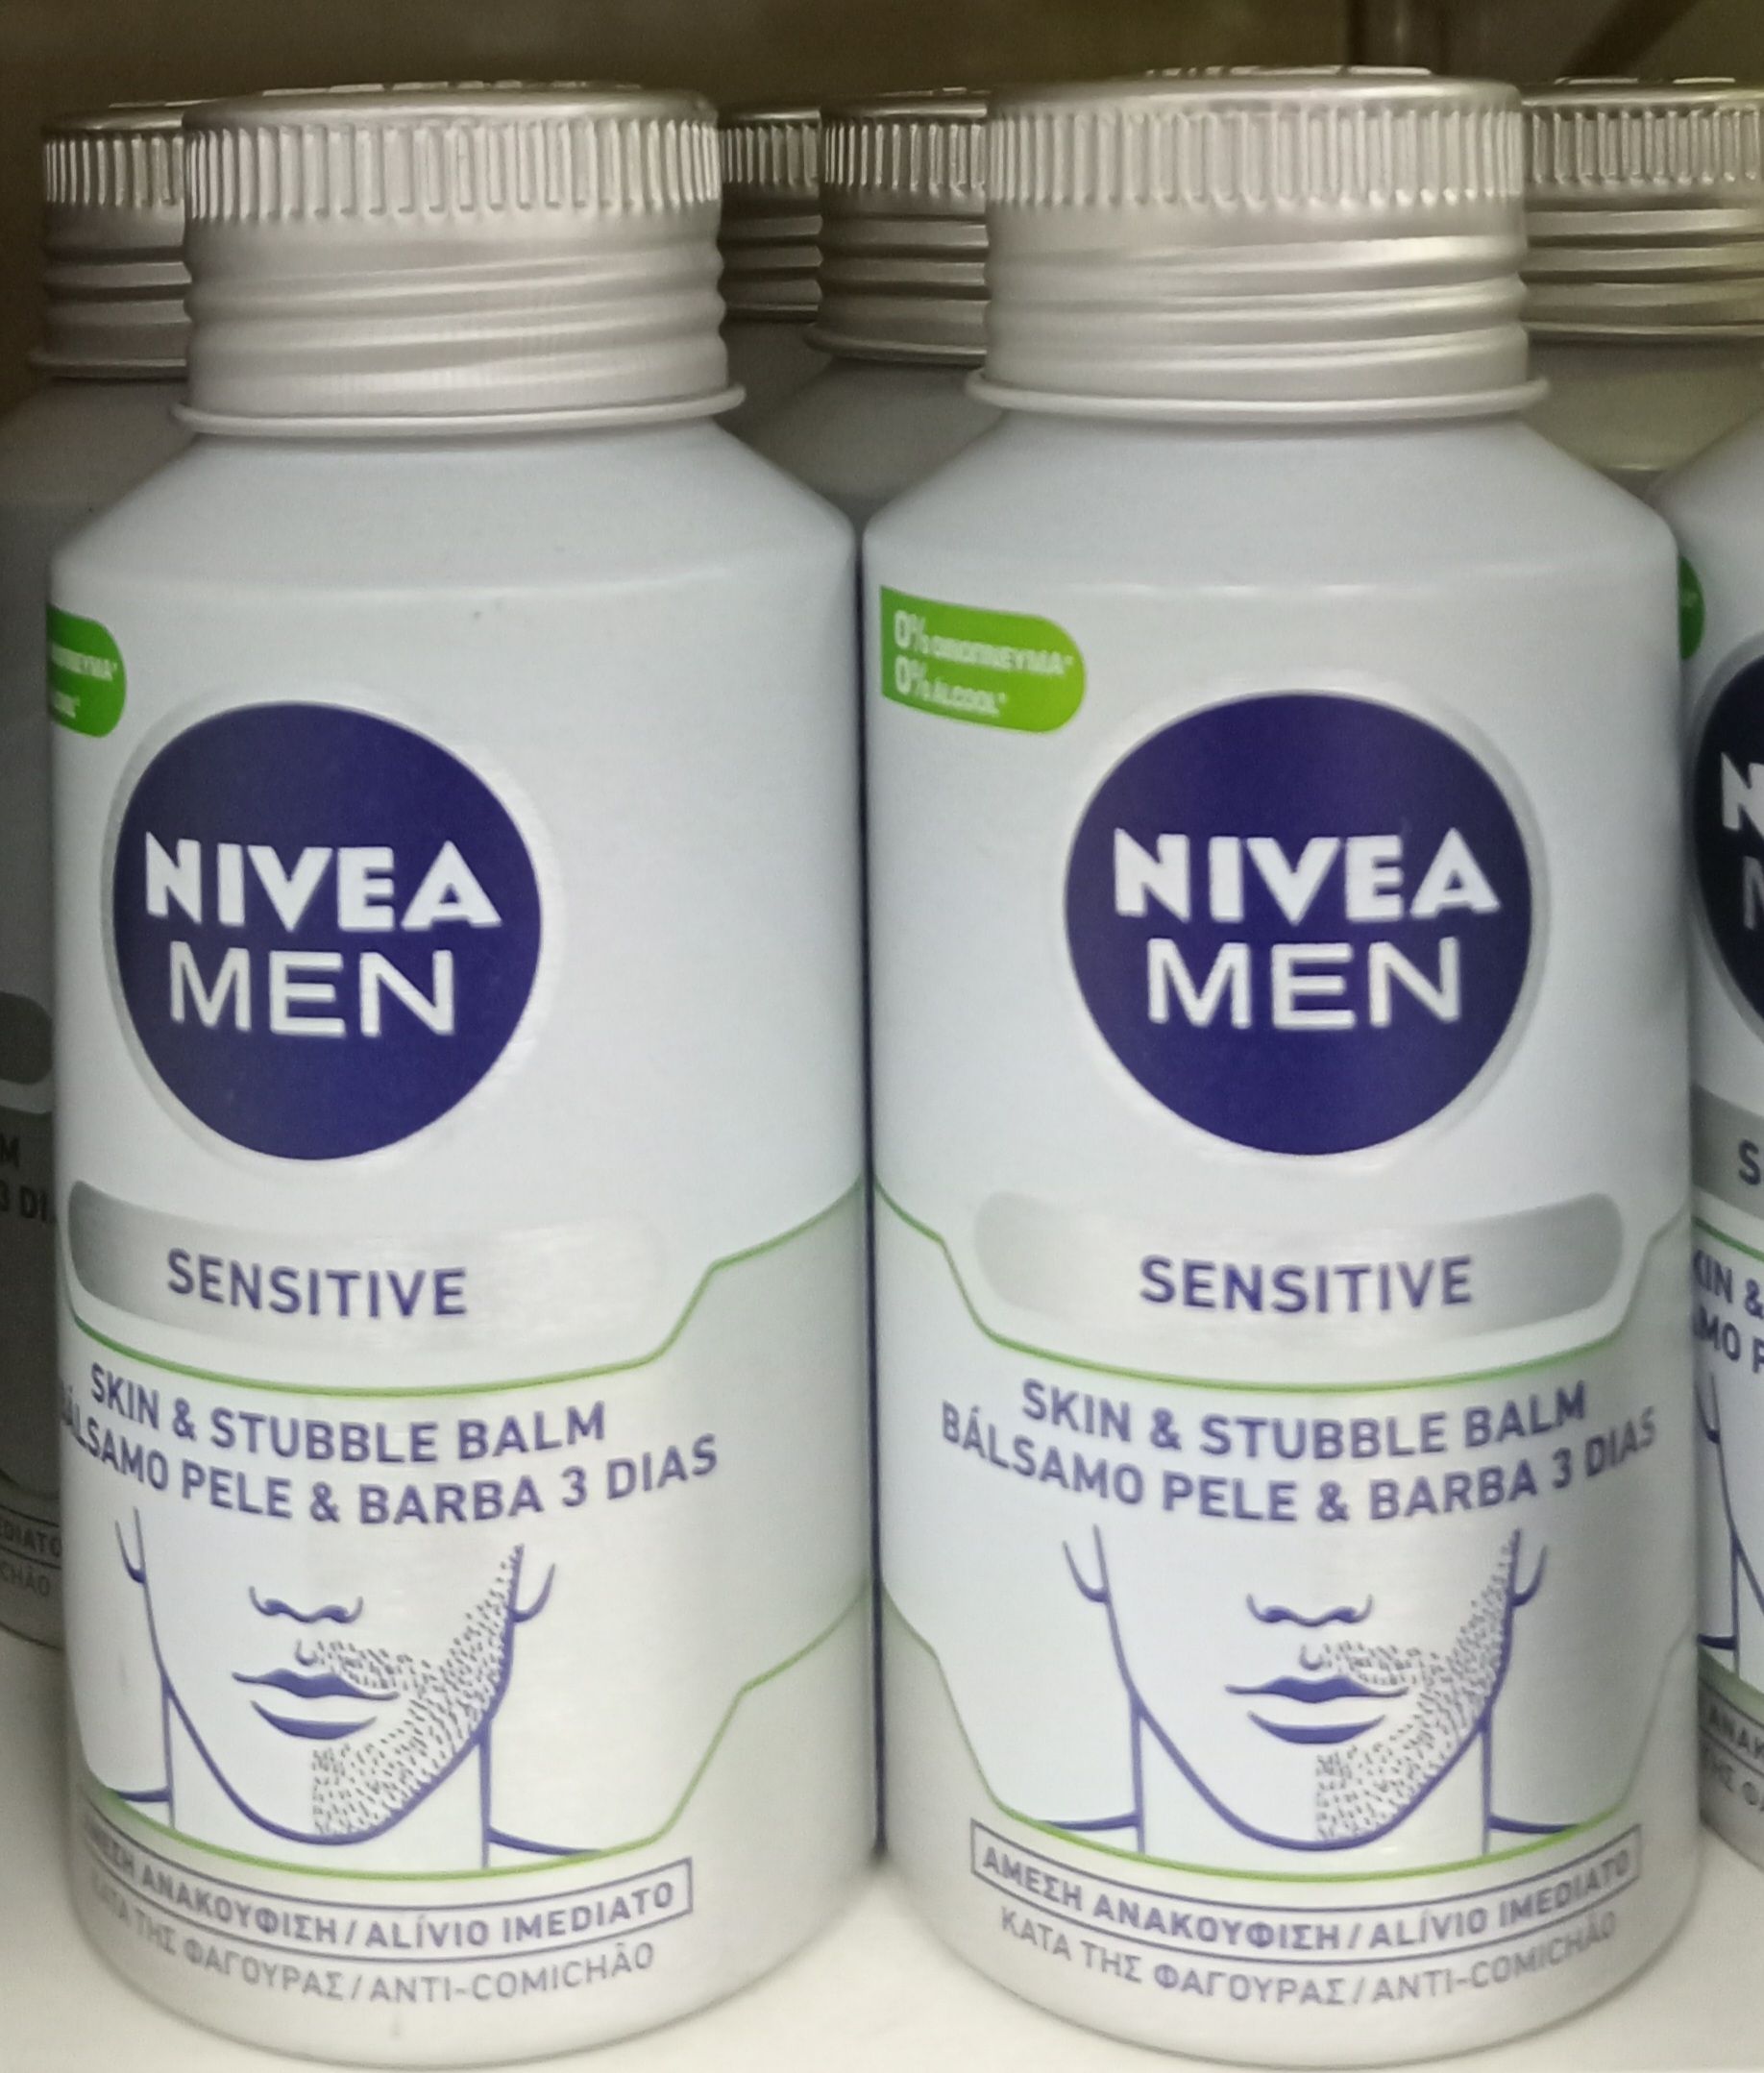 ΙΝΟΠΝΕΥΜΑ*
NIVEA
MEN
SENSITIVE
SKIN & STUBBLE BALM
BÁLSAMO PELE & BARBA 3 DIAS
ΑΜΕΣΗ ΑΝΑΚΟΥΦΙΣΗ / ALÍVIO IMEDIATO
ΚΑΤΑ ΤΗΣ ΦΑΓΟΥΡΑΣ / ANTI-COMICHÃO
0% ΟΙΝΟΠΝΕΥΜΑ*
0% ÁLCOOL*
NIVEA
MEN
SENSITIVE
SKIN & STUBBLE BALM
BÁLSAMO PELE & BARBA 3 DIAS
ΑΜΕΣΗ ΑΝΑΚΟΥΦΙΣΗ / ALÍVIO IMEDIATO
ΚΑΤΑ ΤΗΣ ΦΑΓΟΥΡΑΣ / ANTI-COMICHÃO